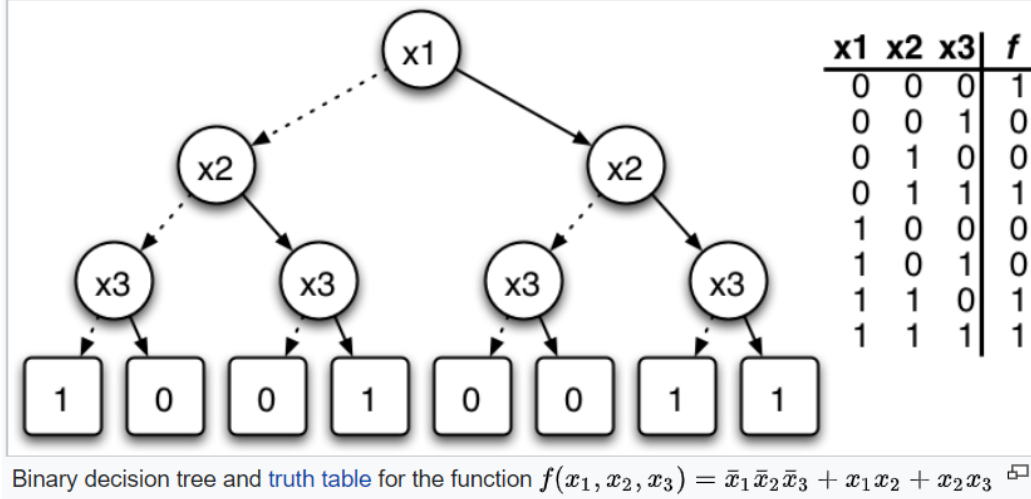 x1
x2 x2
x3 x3 x3 x3
1 0 0 1 0 0 1 1
x1 x2 x3 f
0 0 0 1
0 0 1 0
0 1 0 0
0 1 1 1
1 0 0 0
1 0 1 0
1 1 0 1
1 1 1 1
Binary decision tree and truth table for the function f(x₁, x₂, x₃) = x̄₁x̄₂x̄₃ + x₁x₂ + x₂x₃